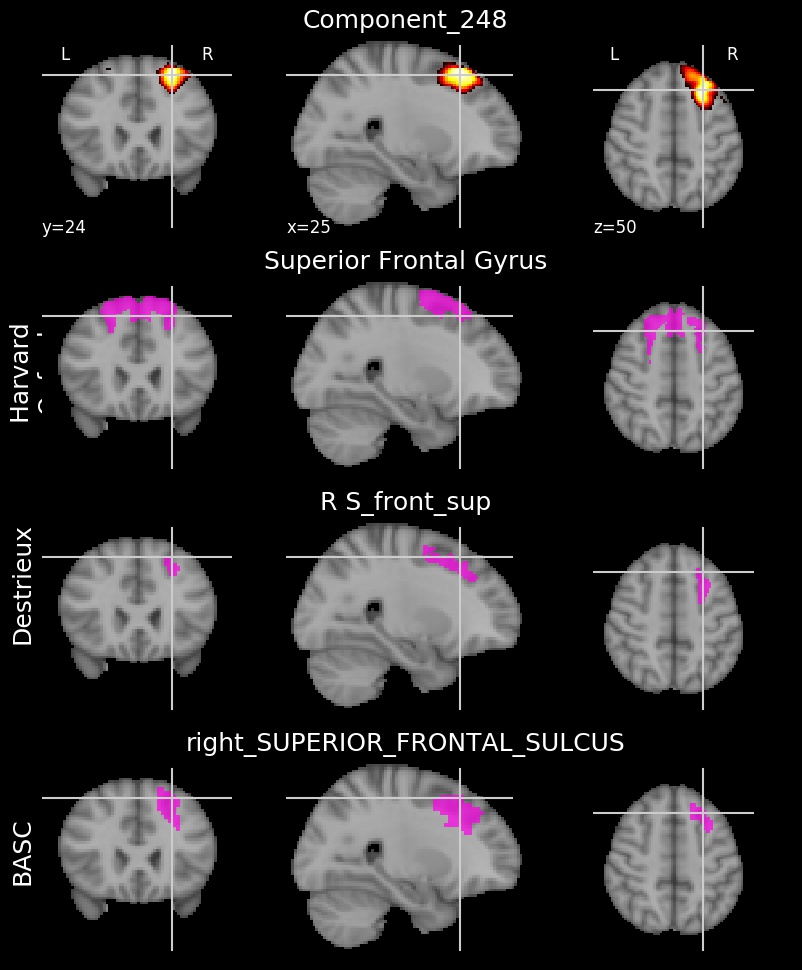 Component_248
L R L R
y=24 x=25 z=50
Superior Frontal Gyrus
Harvard
R S_front_sup
Destrieux
right_SUPERIOR_FRONTAL_SULCUS
BASC